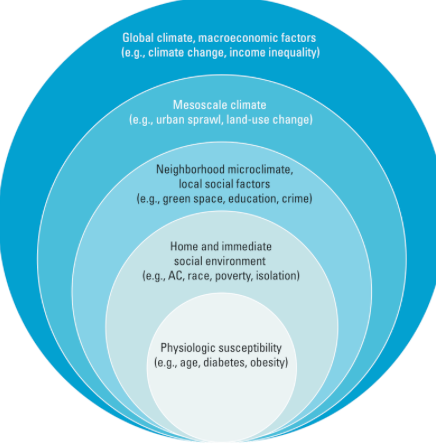 Global climate, macroeconomic factors
(e.g., climate change, income inequality)
Mesoscale climate
(e.g., urban sprawl, land-use change)
Neighborhood microclimate,
local social factors
(e.g., green space, education, crime)
Home and immediate
social environment
(e.g., AC, race, poverty, isolation)
Physiologic susceptibility
(e.g., age, diabetes, obesity)